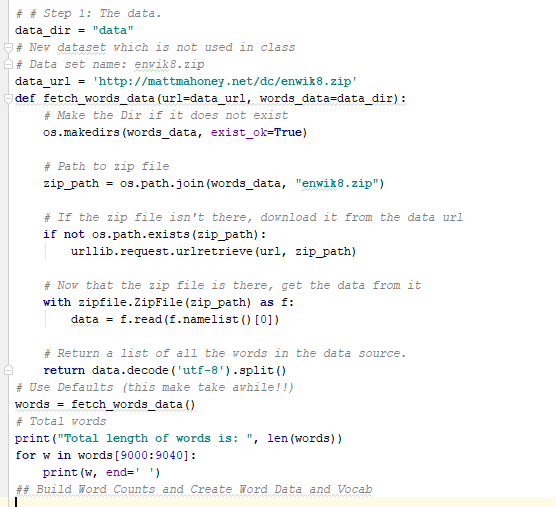 # # Step 1: The data.
data_dir = "data"
# New dataset which is not used in class
# Data set name: enwik8.zip
data_url = 'http://mattmahoney.net/dc/enwik8.zip'
def fetch_words_data(url=data_url, words_data=data_dir):
    # Make the Dir if it does not exist
    os.makedirs(words_data, exist_ok=True)

    # Path to zip file
    zip_path = os.path.join(words_data, "enwik8.zip")

    # If the zip file isn't there, download it from the data url
    if not os.path.exists(zip_path):
        urllib.request.urlretrieve(url, zip_path)

    # Now that the zip file is there, get the data from it
    with zipfile.ZipFile(zip_path) as f:
        data = f.read(f.namelist()[0])

    # Return a list of all the words in the data source.
    return data.decode('utf-8').split()
# Use Defaults (this make take awhile!!)
words = fetch_words_data()
# Total words
print("Total length of words is: ", len(words))
for w in words[9000:9040]:
    print(w, end=' ')
## Build Word Counts and Create Word Data and Vocab